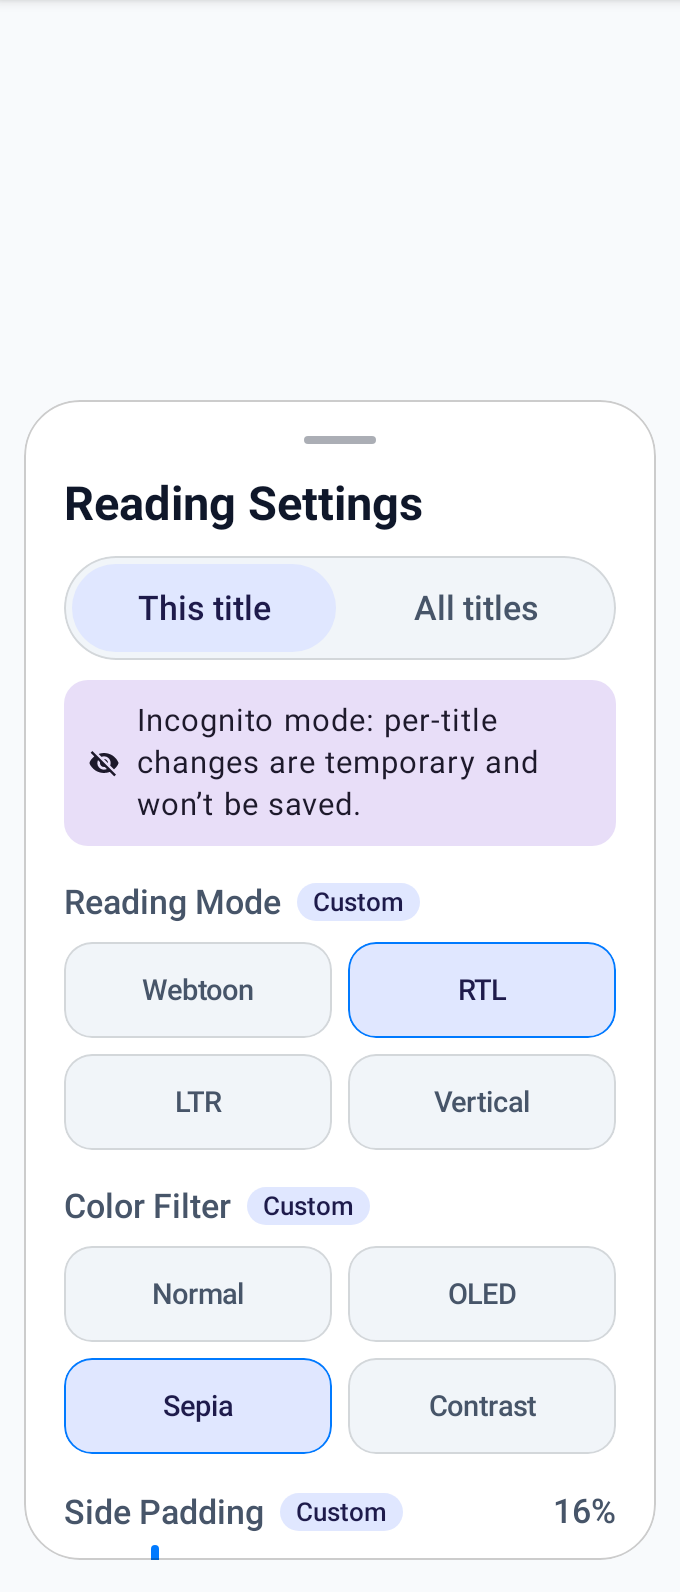 Reading Settings
This title
All titles
Incognito mode: per-title
changes are temporary and
won’t be saved.
Reading Mode
Custom
Webtoon
RTL
LTR
Vertical
Color Filter
Custom
Normal
OLED
Sepia
Contrast
Side Padding
Custom
16%